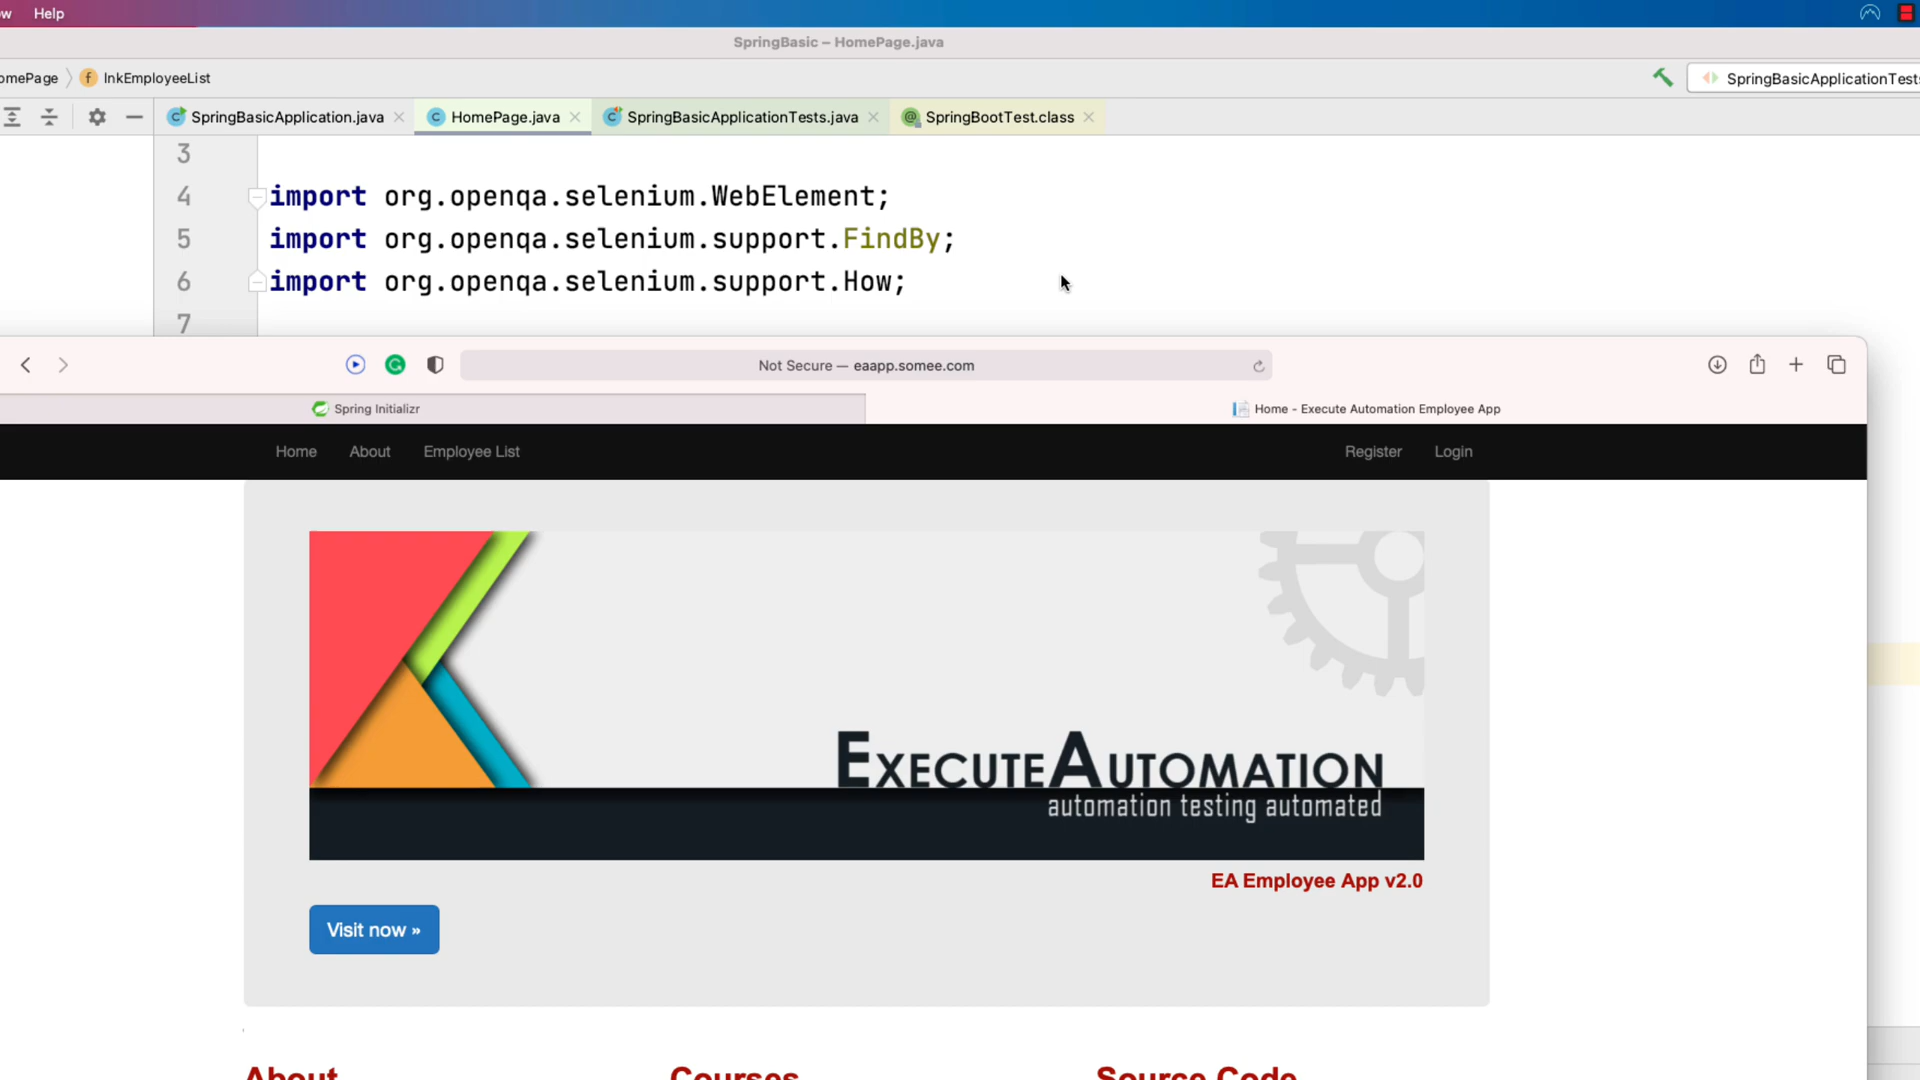 ow Help
SpringBasic – HomePage.java
omePage lnkEmployeeList
SpringBasicApplicationTests
SpringBasicApplication.java HomePage.java SpringBasicApplicationTests.java SpringBootTest.class
3
4 import org.openqa.selenium.WebElement;
5 import org.openqa.selenium.support.FindBy;
6 import org.openqa.selenium.support.How;
7
Not Secure — eaapp.somee.com
Spring Initializr
Home - Execute Automation Employee App
Home About Employee List Register Login
EXECUTEAUTOMATION
automation testing automated
EA Employee App v2.0
Visit now »
About Courses Source Code